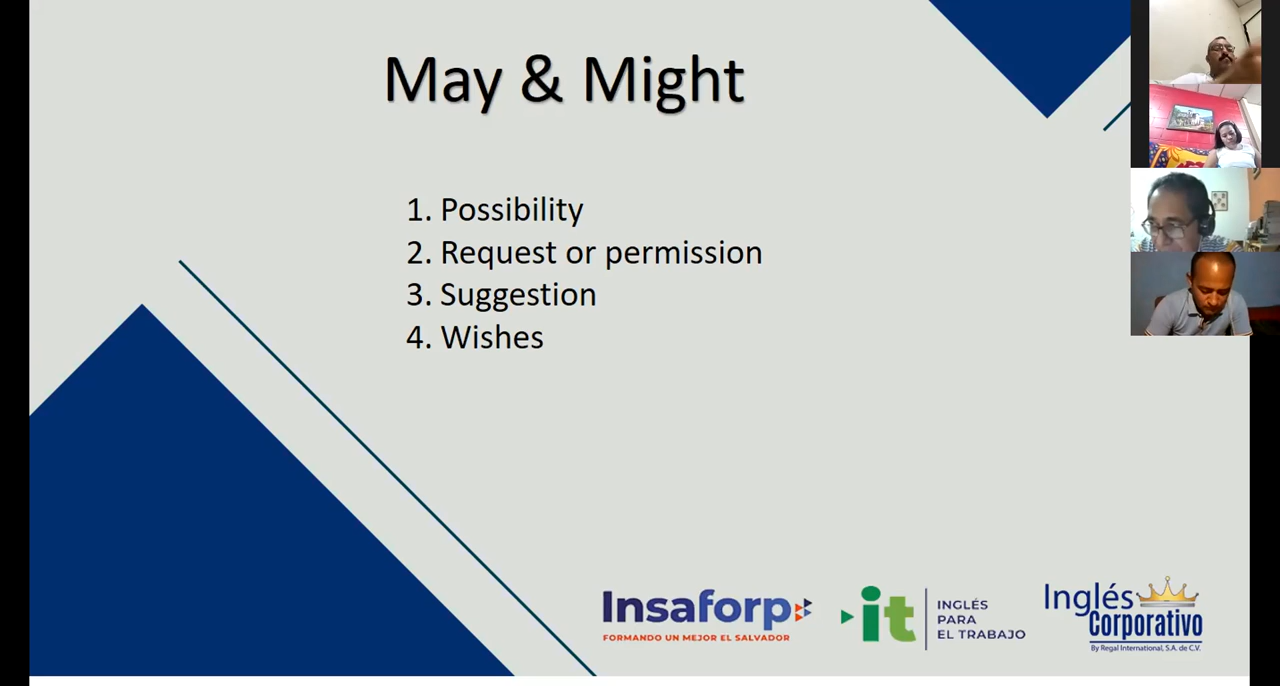 May & Might
1. Possibility
2. Request or permission
3. Suggestion
4. Wishes
Insaforp
FORMANDO UN MEJOR EL SALVADOR
it
INGLÉS
PARA
EL TRABAJO
Inglés
Corporativo
By Regal International, S.A. de C.V.